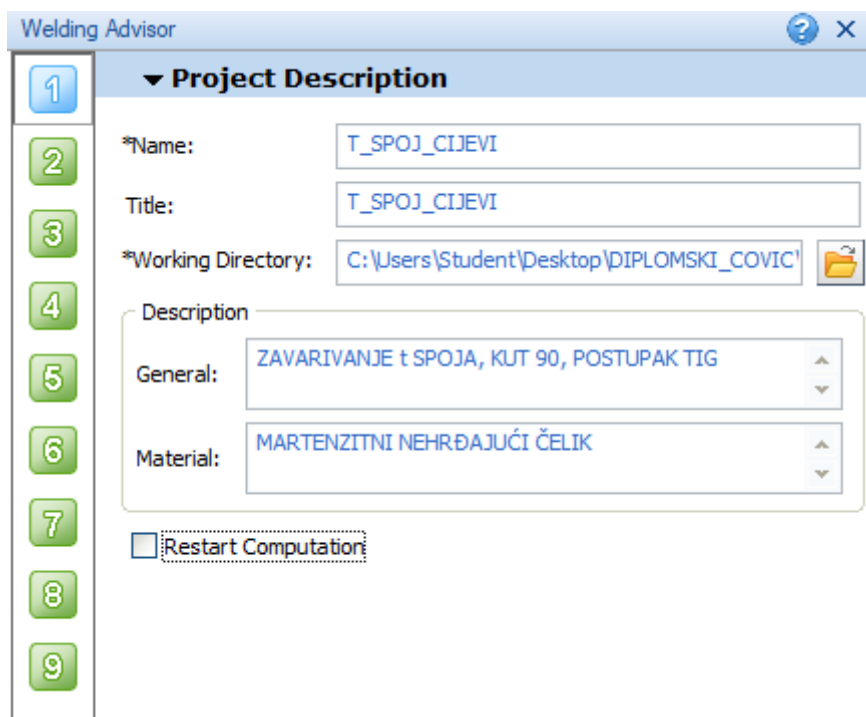 Welding Advisor
1
Project Description
2
*Name:
T_SPOJ_CIJEVI
3
Title:
T_SPOJ_CIJEVI
*Working Directory:
C:\Users\Student\Desktop\DIPLOMSKI_COVIC\
4
Description
5
General:
ZAVARIVANJE t SPOJA, KUT 90, POSTUPAK TIG
6
Material:
MARTENZITNI NEHRĐAJUĆI ČELIK
7
Restart Computation
8
9